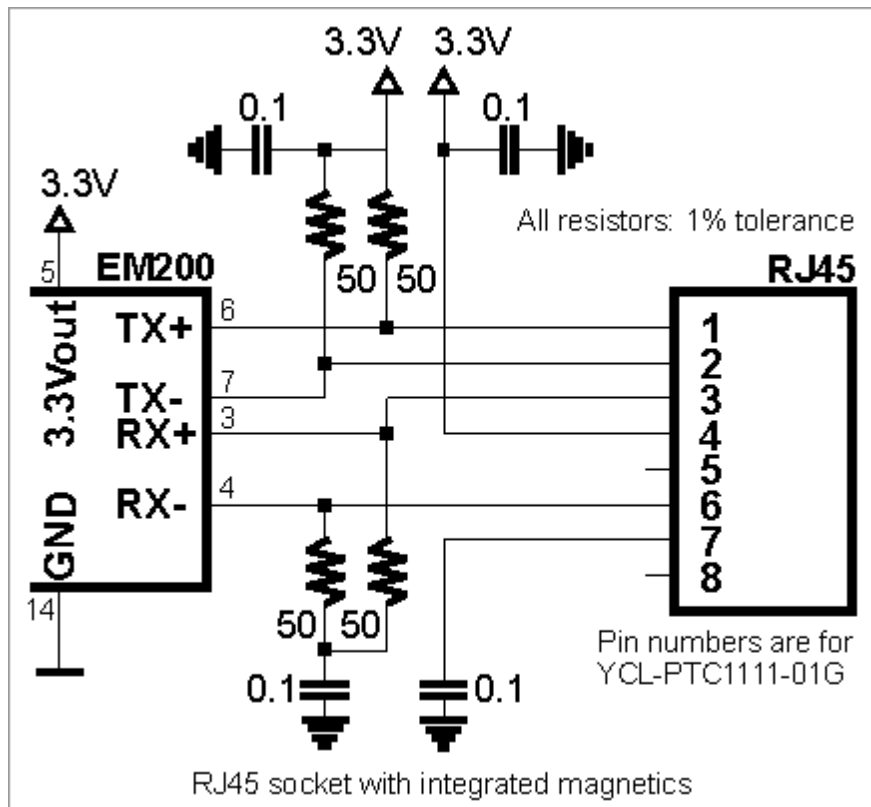 3.3V 3.3V
0.1 0.1
3.3V
All resistors: 1% tolerance
5 EM200 50 50 RJ45
3.3Vout
TX+ 6 1
2
TX- 7 3
RX+ 3 4
5
RX- 4 6
GND 7
8
14
50 50
Pin numbers are for
YCL-PTC1111-01G
0.1 0.1
RJ45 socket with integrated magnetics